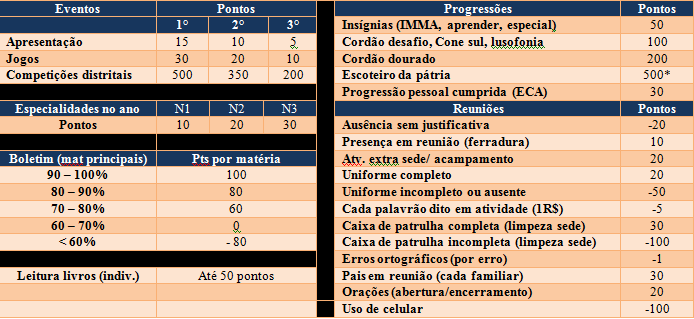 Eventos Pontos
1° 2° 3°
Apresentação 15 10 5
Jogos 30 20 10
Competições distritais 500 350 200
Especialidades no ano N1 N2 N3
Pontos 10 20 30
Boletim (mat principais) Pts por matéria
90 – 100% 100
80 – 90% 80
70 – 80% 60
60 – 70% 0
< 60% - 80
Leitura livros (indiv.) Até 50 pontos
Progressões Pontos
Insígnias (IMMA, aprender, especial) 50
Cordão desafio, Cone sul, lusofonia 100
Cordão dourado 200
Escoteiro da pátria 500*
Progressão pessoal cumprida (ECA) 30
Reuniões Pontos
Ausência sem justificativa -20
Presença em reunião (ferradura) 10
Atv. extra sede/ acampamento 20
Uniforme completo 20
Uniforme incompleto ou ausente -50
Cada palavrão dito em atividade (1R$) -5
Caixa de patrulha completa (limpeza sede) 30
Caixa de patrulha incompleta (limpeza sede) -100
Erros ortográficos (por erro) -1
Pais em reunião (cada familiar) 30
Orações (abertura/encerramento) 20
Uso de celular -100